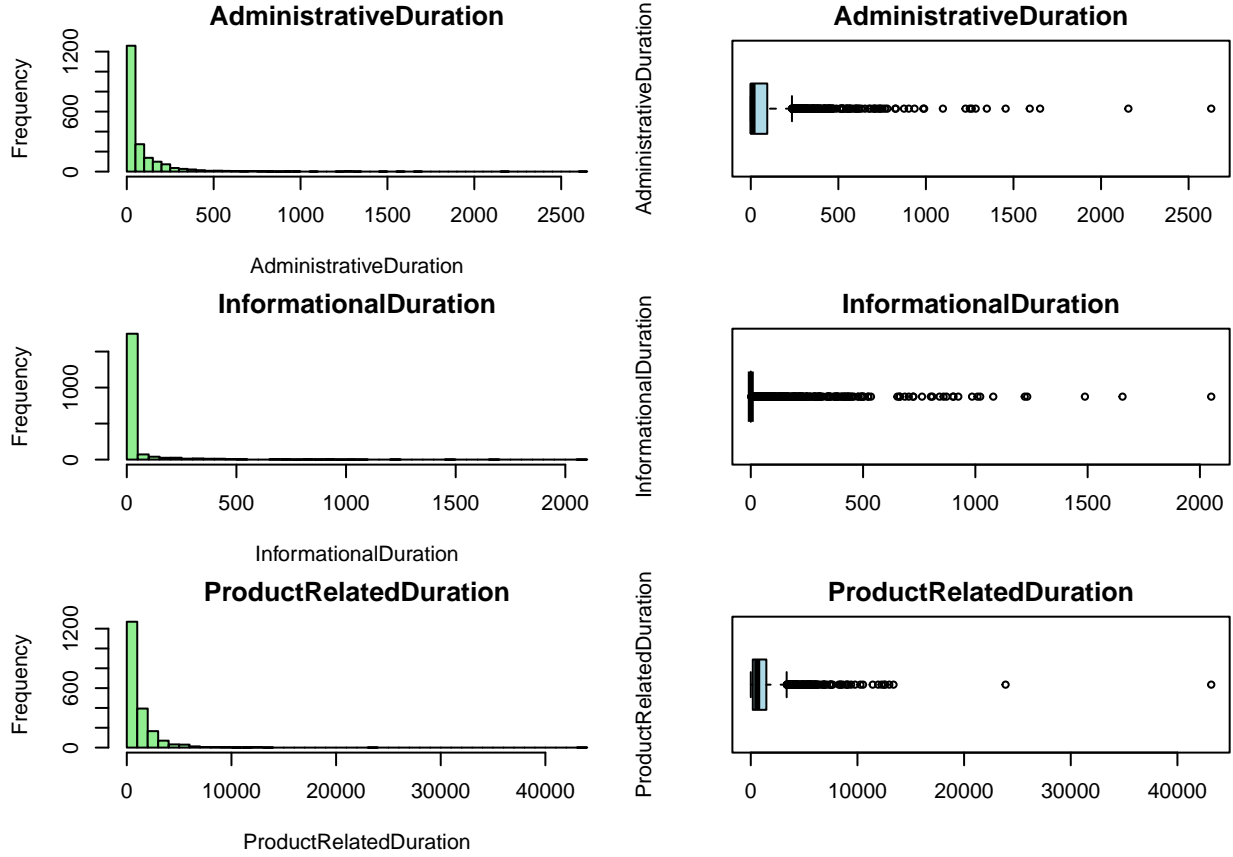 AdministrativeDuration
Frequency
0 600 1200
0 500 1000 1500 2000 2500
AdministrativeDuration
AdministrativeDuration
AdministrativeDuration
0 500 1000 1500 2000 2500
InformationalDuration
Frequency
0 1000
0 500 1000 1500 2000
InformationalDuration
InformationalDuration
InformationalDuration
0 500 1000 1500 2000
ProductRelatedDuration
Frequency
0 600 1200
0 10000 20000 30000 40000
ProductRelatedDuration
ProductRelatedDuration
ProductRelatedDuration
0 10000 20000 30000 40000